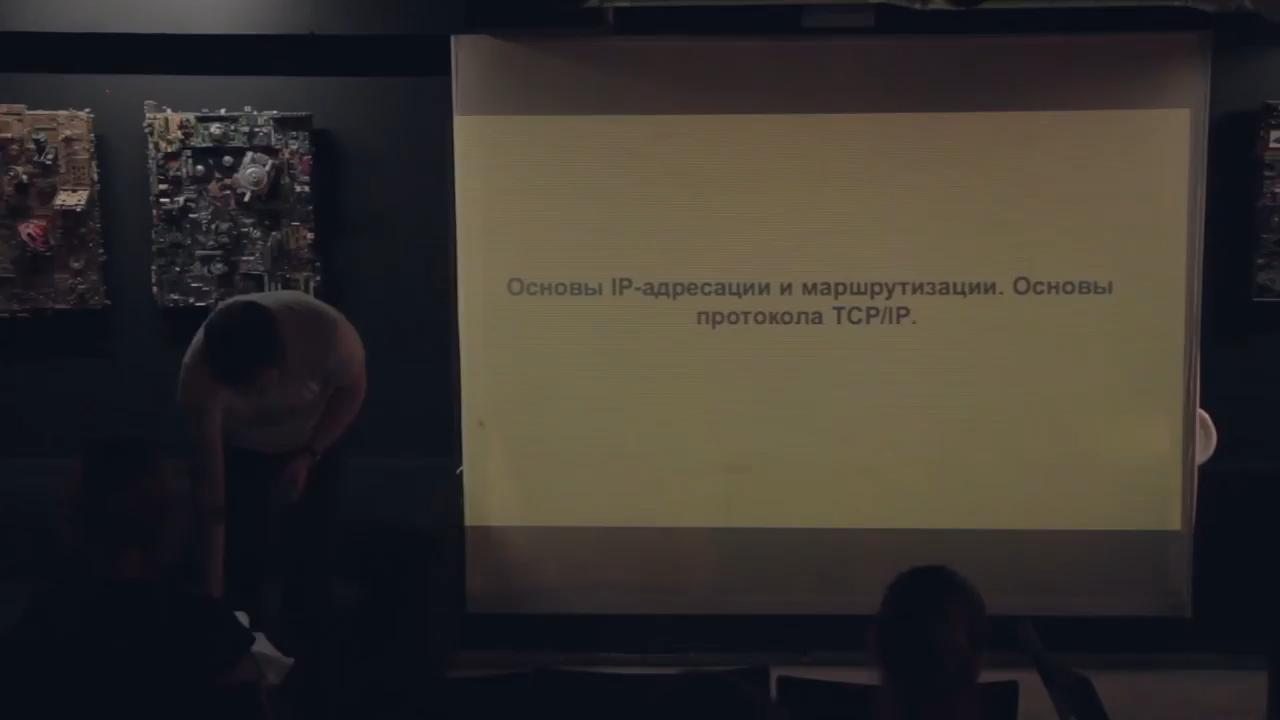 Основы IP-адресации и маршрутизации. Основы
протокола TCP/IP.